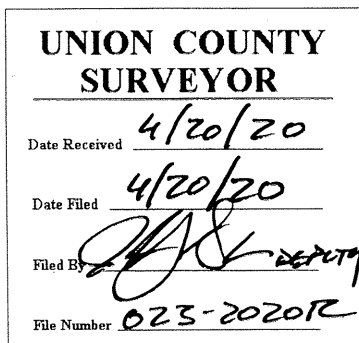 UNION COUNTY
SURVEYOR
Date Received 4/20/20
Date Filed 4/20/20
Filed By DEPUTY
File Number 023-2020R